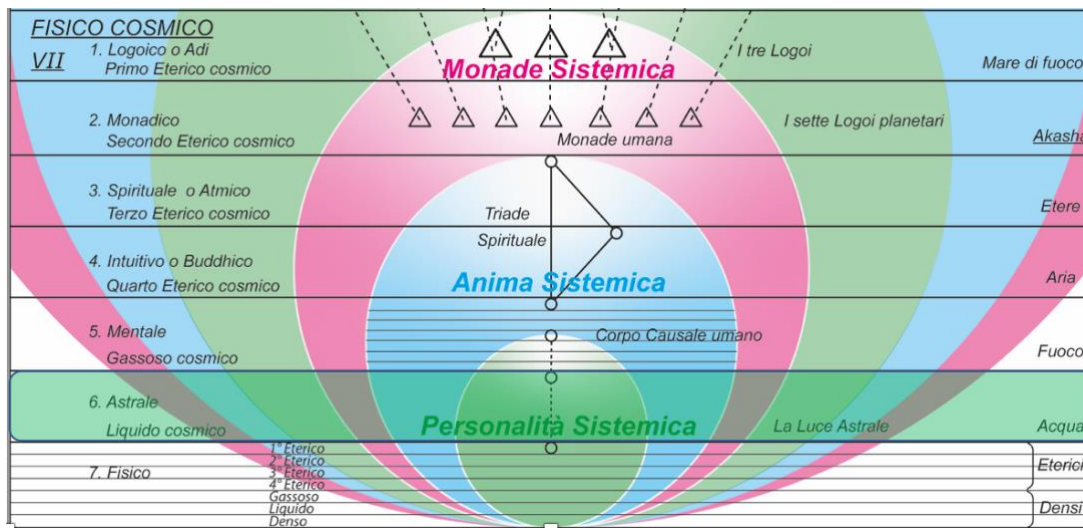 FISICO COSMICO
VII
1. Logoico o Adi
Primo Eterico cosmico
Monade Sistemica
I tre Logoi
Mare di fuoco
2. Monadico
Secondo Eterico cosmico
Monade umana
I sette Logoi planetari
Akasha
3. Spirituale o Atmico
Terzo Eterico cosmico
Triade
Spirituale
Etere
4. Intuitivo o Buddhico
Quarto Eterico cosmico
Anima Sistemica
Aria
5. Mentale
Gassoso cosmico
Corpo Causale umano
Fuoco
6. Astrale
Liquido cosmico
Personalità Sistemica
La Luce Astrale
Acqua
7. Fisico
1° Eterico
2° Eterico
3° Eterico
4° Eterico
Gassoso
Liquido
Denso
Eterici
Densi